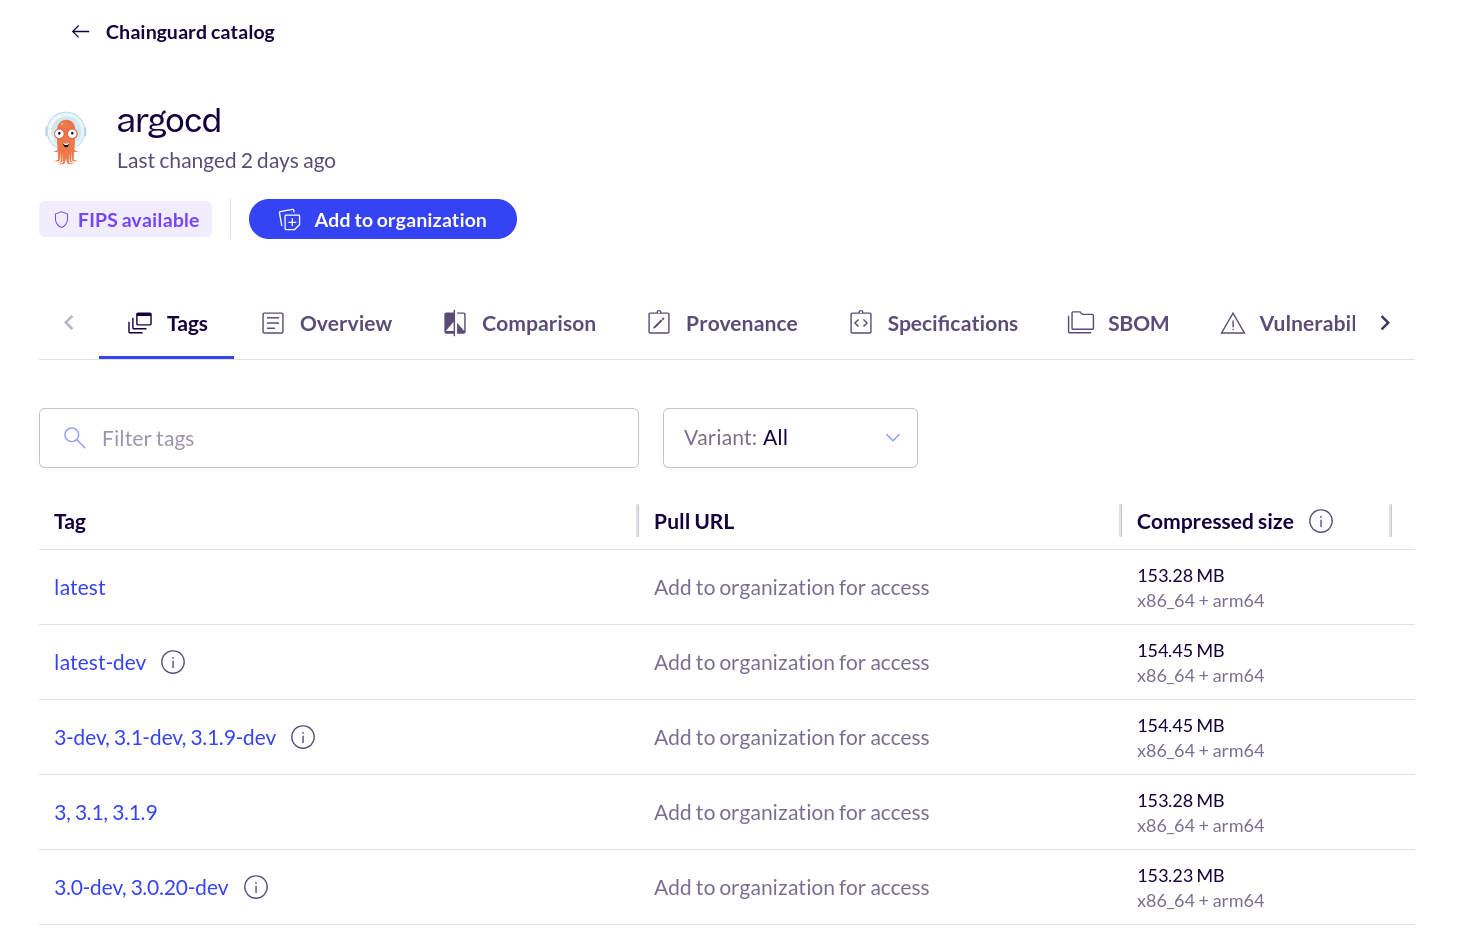 Chainguard catalog
argocd
Last changed 2 days ago
FIPS available
Add to organization
Tags
Overview
Comparison
Provenance
Specifications
SBOM
Vulnerabil
Filter tags
Variant: All
Tag
Pull URL
Compressed size
latest
Add to organization for access
153.28 MB
x86_64 + arm64
latest-dev
Add to organization for access
154.45 MB
x86_64 + arm64
3-dev, 3.1-dev, 3.1.9-dev
Add to organization for access
154.45 MB
x86_64 + arm64
3, 3.1, 3.1.9
Add to organization for access
153.28 MB
x86_64 + arm64
3.0-dev, 3.0.20-dev
Add to organization for access
153.23 MB
x86_64 + arm64